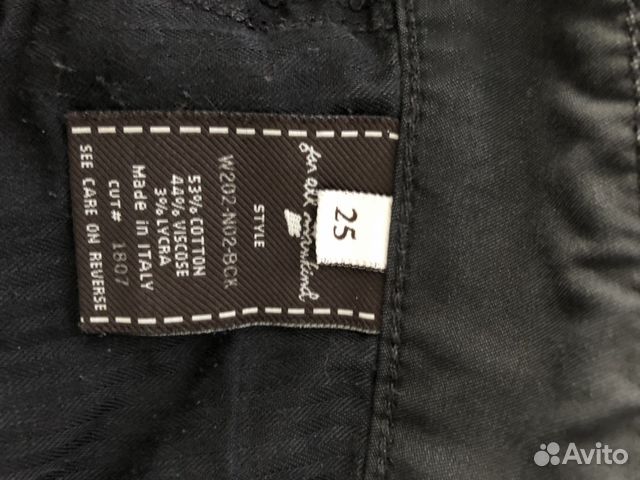 for all mankind
25
STYLE
W202-N02-BCK
53% COTTON
44% VISCOSE
3% LYCRA
Made in ITALY
CUT# 1807
SEE CARE ON REVERSE
Avito